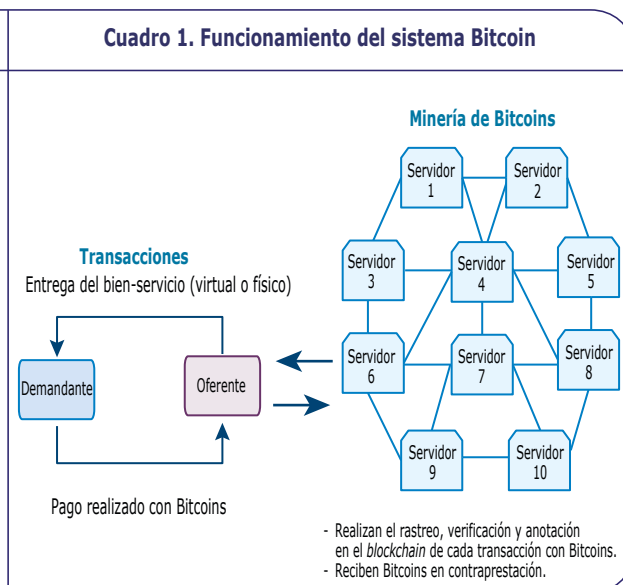 Cuadro 1. Funcionamiento del sistema Bitcoin
Minería de Bitcoins
Servidor
1
Servidor
2
Transacciones
Entrega del bien-servicio (virtual o físico)
Servidor
3
Servidor
4
Servidor
5
Demandante
Oferente
Servidor
6
Servidor
7
Servidor
8
Servidor
9
Servidor
10
Pago realizado con Bitcoins
- Realizan el rastreo, verificación y anotación
en el blockchain de cada transacción con Bitcoins.
- Reciben Bitcoins en contraprestación.